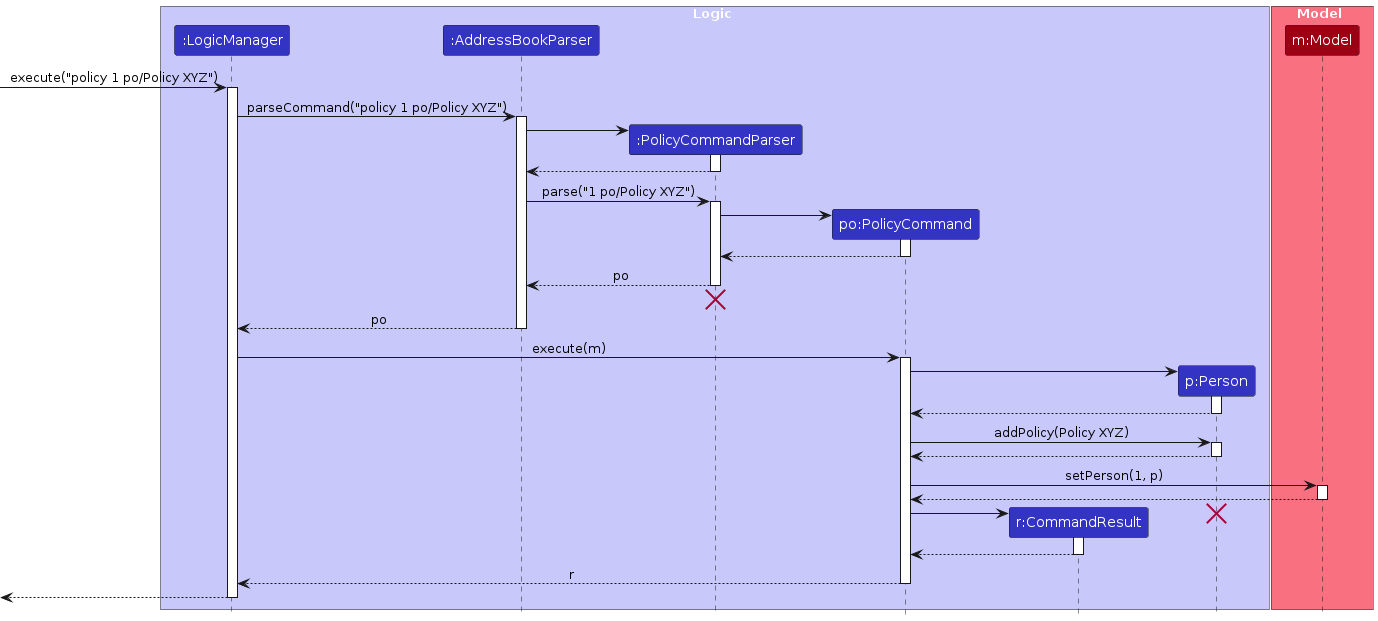 Logic
Model
:LogicManager
:AddressBookParser
m:Model
execute("policy 1 po/Policy XYZ")
parseCommand("policy 1 po/Policy XYZ")
:PolicyCommandParser
parse("1 po/Policy XYZ")
po:PolicyCommand
po
po
execute(m)
p:Person
addPolicy(Policy XYZ)
setPerson(1, p)
r:CommandResult
r